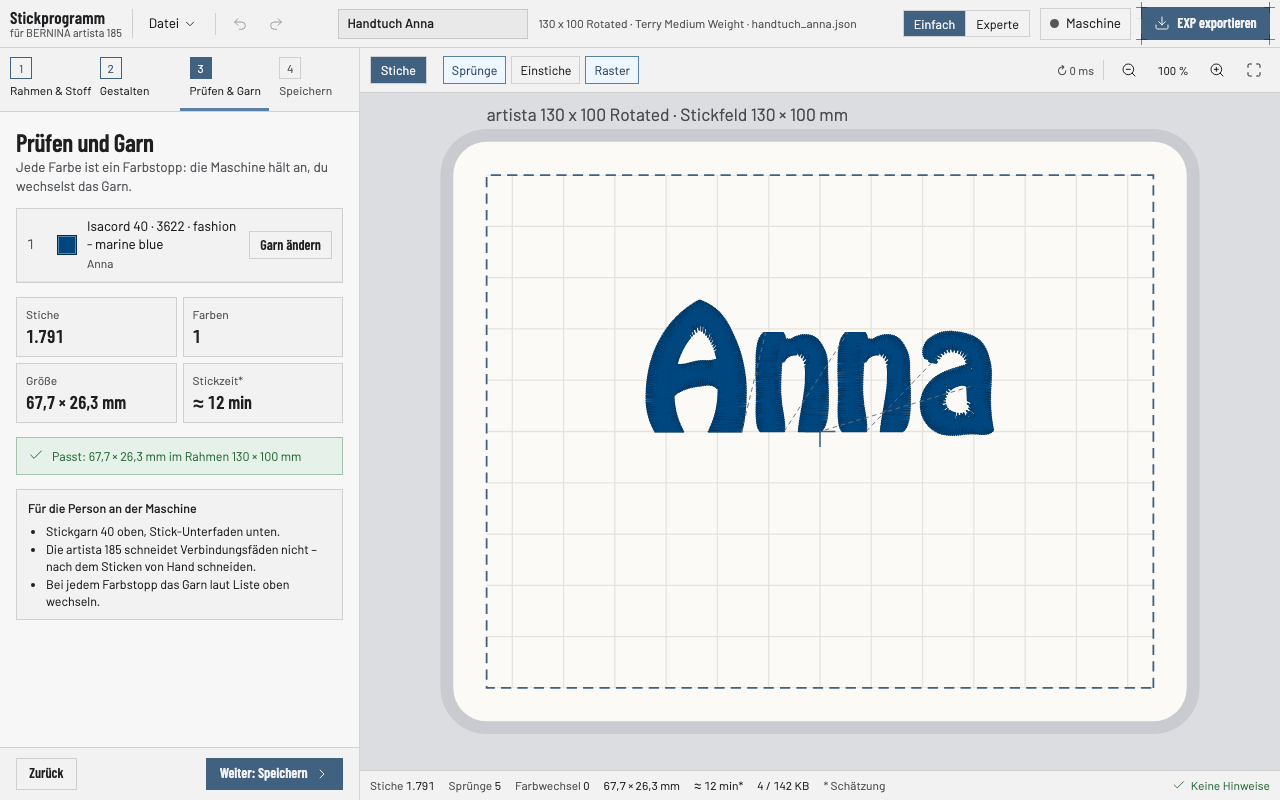 Stickprogramm
für BERNINA artista 185
Datei
Handtuch Anna
130 x 100 Rotated · Terry Medium Weight · handtuch_anna.json
Einfach
Experte
Maschine
EXP exportieren
1
2
3
4
Rahmen & Stoff
Gestalten
Prüfen & Garn
Speichern
Stiche
Sprünge
Einstiche
Raster
0 ms
100 %
Prüfen und Garn
Jede Farbe ist ein Farbstopp: die Maschine hält an, du
wechselst das Garn.
1
Isacord 40 · 3622 · fashion
- marine blue
Anna
Garn ändern
Stiche
1.791
Farben
1
Größe
67,7 × 26,3 mm
Stickzeit*
≈ 12 min
Passt: 67,7 × 26,3 mm im Rahmen 130 × 100 mm
Für die Person an der Maschine
• Stickgarn 40 oben, Stick-Unterfaden unten.
• Die artista 185 schneidet Verbindungsfäden nicht –
nach dem Sticken von Hand schneiden.
• Bei jedem Farbstopp das Garn laut Liste oben
wechseln.
Zurück
Weiter: Speichern
artista 130 x 100 Rotated · Stickfeld 130 × 100 mm
Anna
Stiche 1.791
Sprünge 5
Farbwechsel 0
67,7 × 26,3 mm
≈ 12 min*
4 / 142 KB
* Schätzung
Keine Hinweise